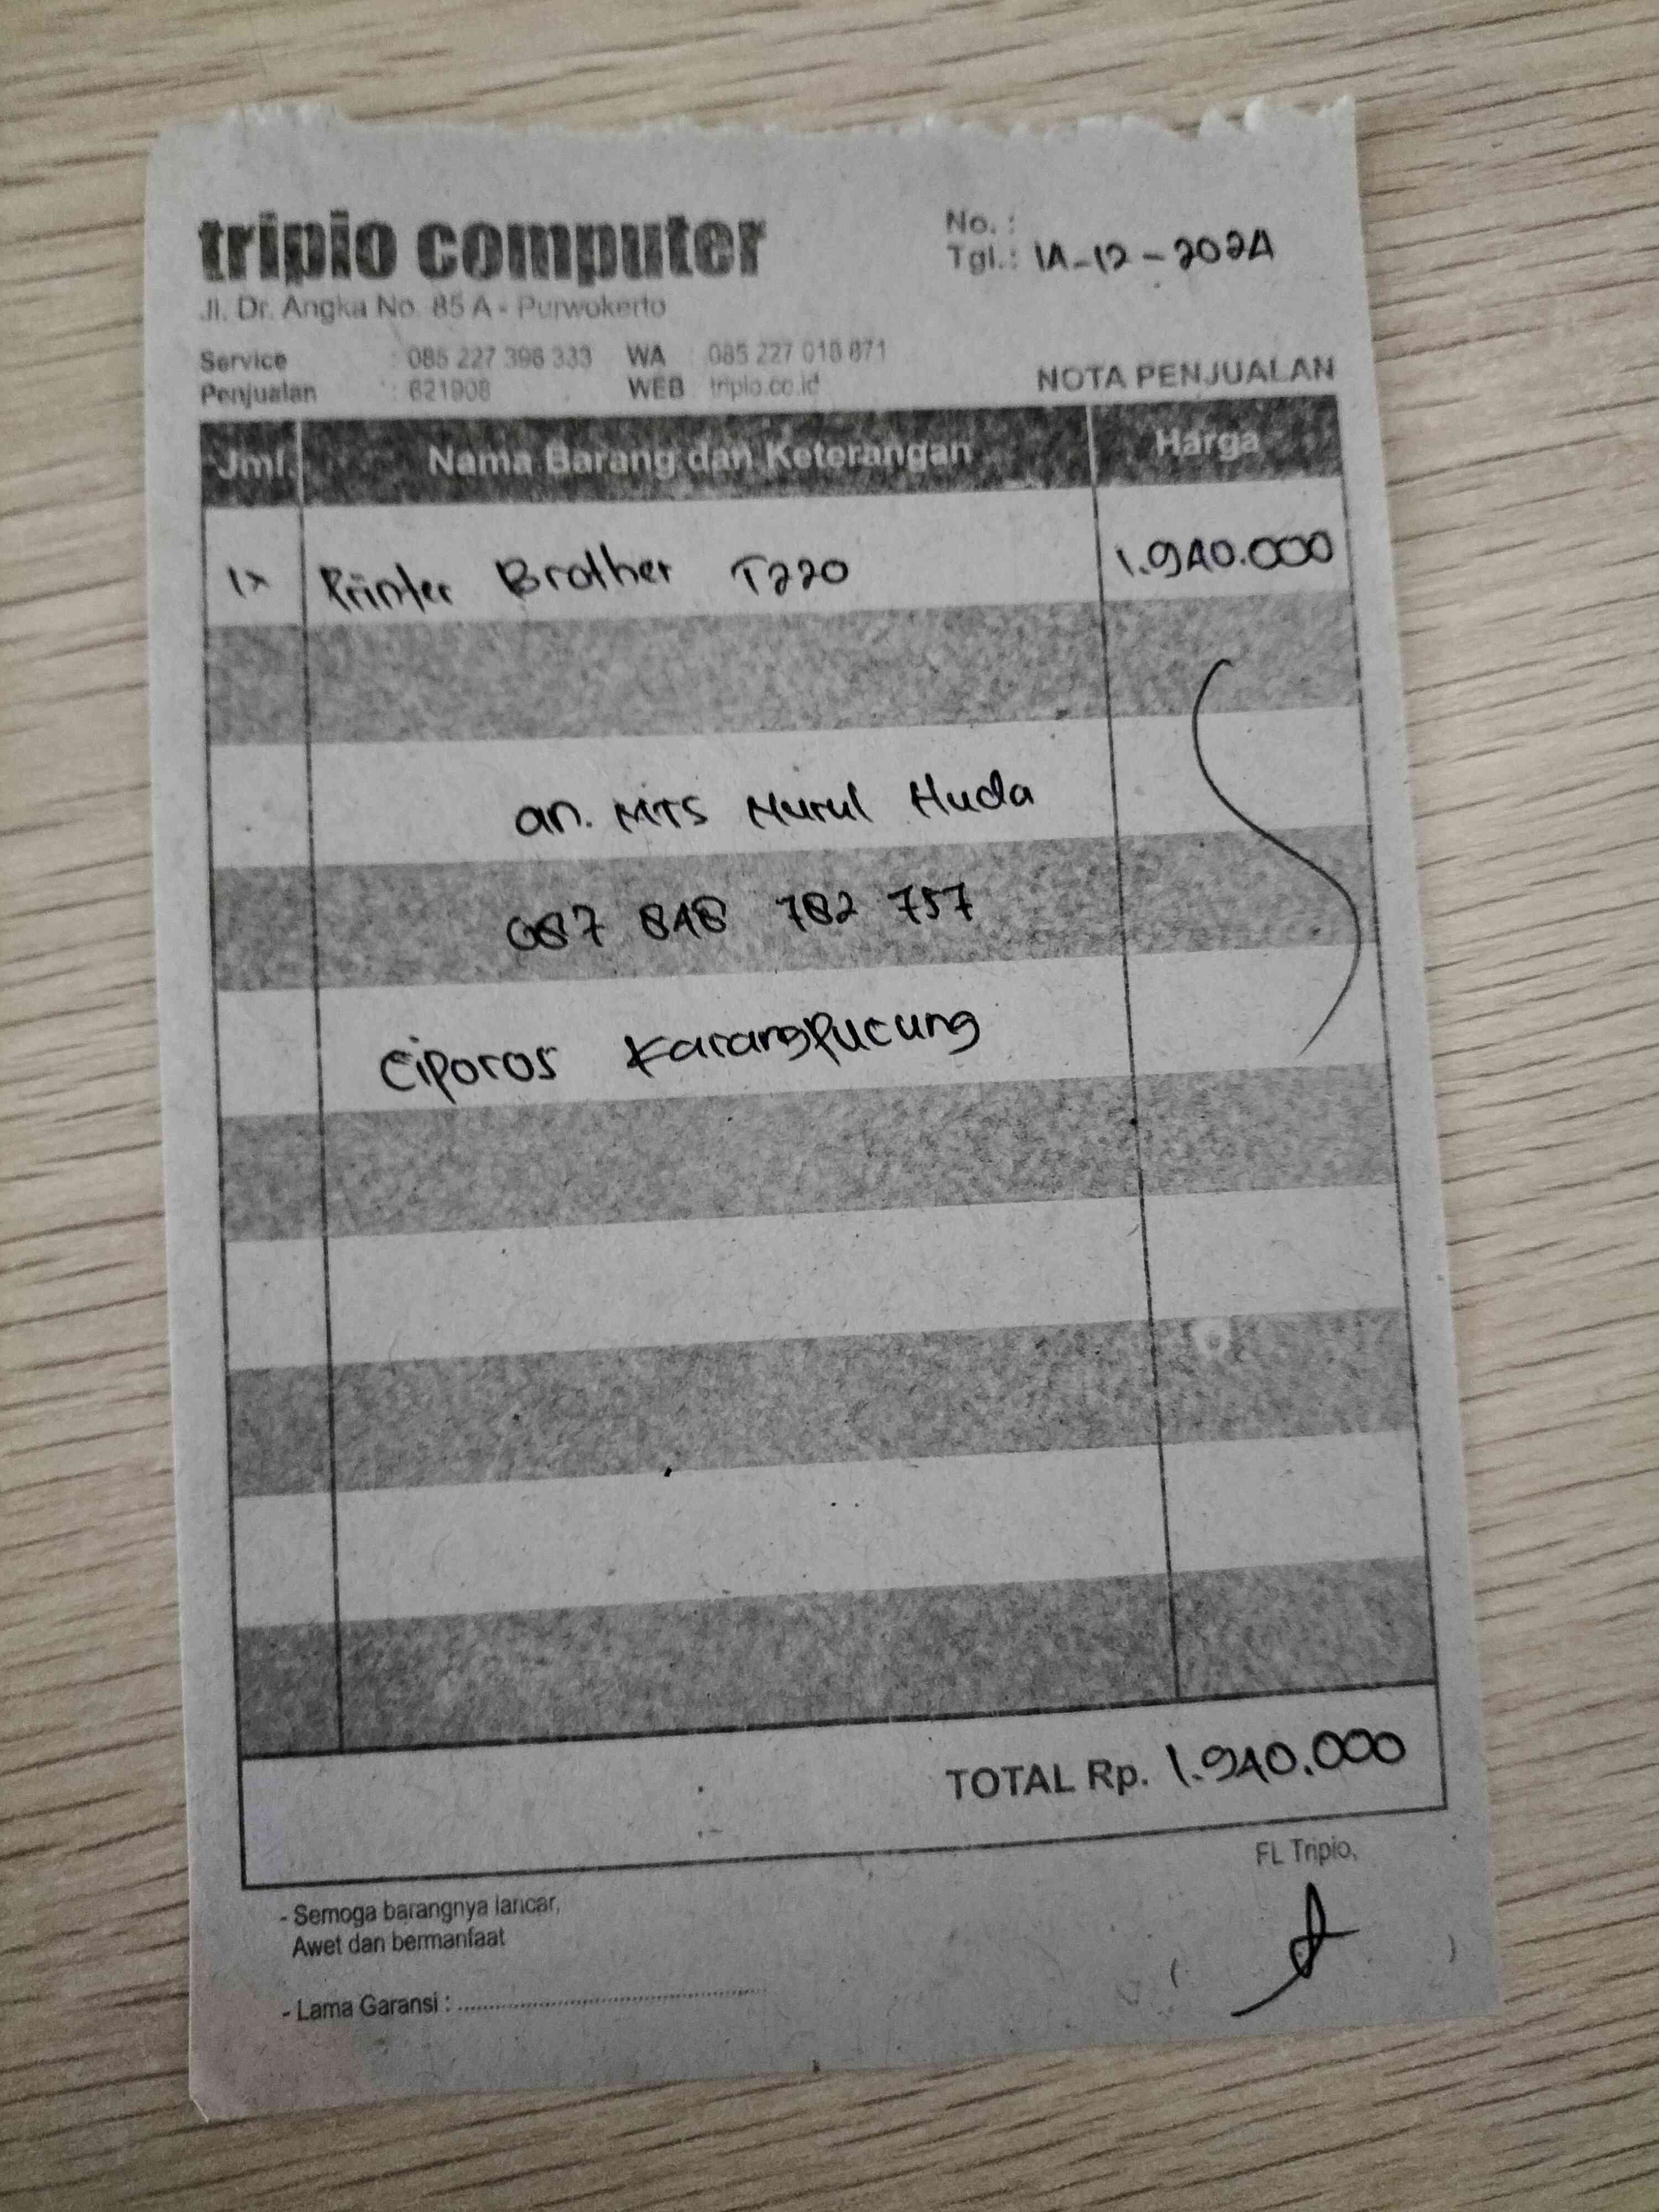 tripio computer
No. :
Tgl.: 14-12-2024
Jl. Dr. Angka No. 85 A - Purwokerto
Service : 085 227 396 333 WA : 085 227 018 871
Penjualan : 621908 WEB : tripio.co.id
NOTA PENJUALAN
Jml. Nama Barang dan Keterangan Harga
1x Printer Brother T220 1.940.000
an. MTS Nurul Huda
087 848 782 757
Ciporos Karangpucung
TOTAL Rp. 1.940.000
FL Tripio,
- Semoga barangnya lancar,
Awet dan bermanfaat
- Lama Garansi : ........................
( )